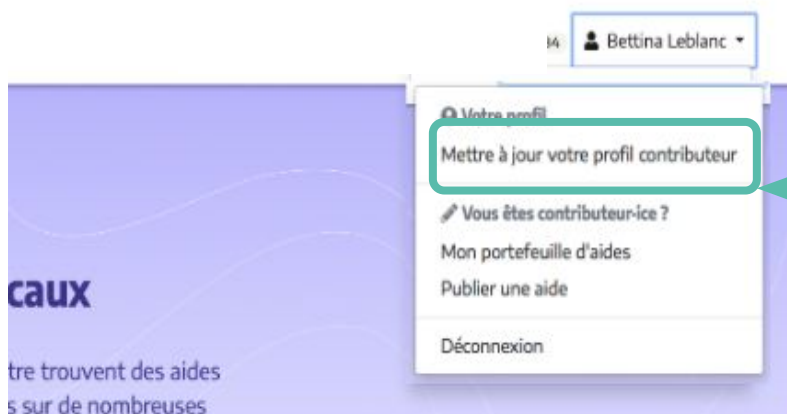 34 Bettina Leblanc
Votre profil
Mettre à jour votre profil contributeur
Vous êtes contributeur·ice ?
Mon portefeuille d'aides
Publier une aide
Déconnexion
caux
tre trouvent des aides
s sur de nombreuses